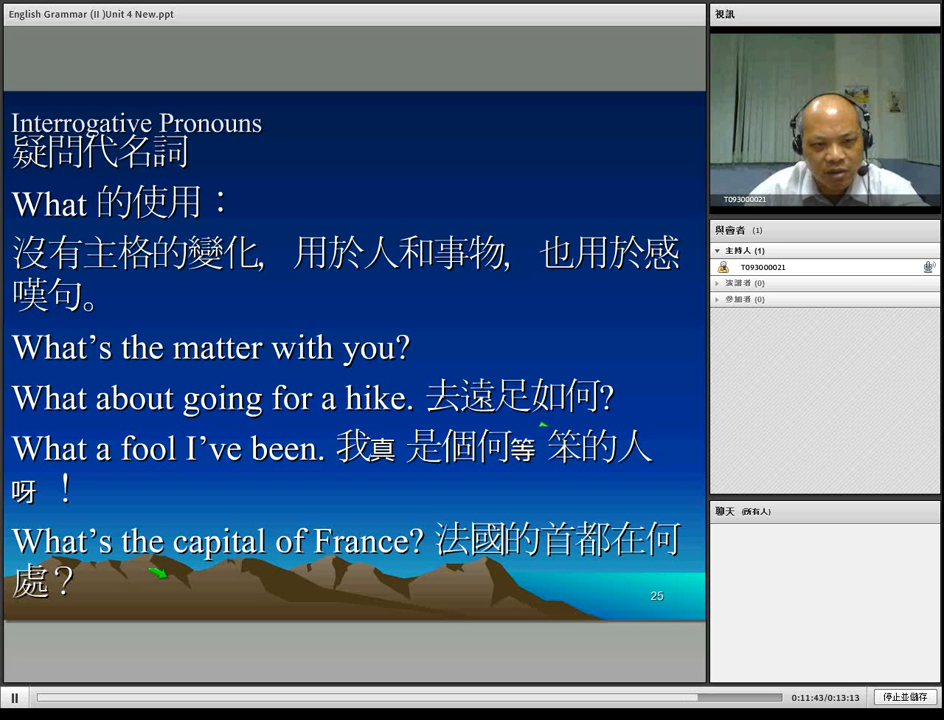 English Grammar (II )Unit 4 New.ppt
Interrogative Pronouns
疑問代名詞
What 的使用：
沒有主格的變化, 用於人和事物, 也用於感
嘆句。
What's the matter with you?
What about going for a hike. 去遠足如何?
What a fool I've been. 我真 是個何等 笨的人
呀 ！
What's the capital of France? 法國的首都在何
處？
25
視訊
T093000021
與會者 (1)
主持人 (1)
T093000021
演講者 (0)
參加者 (0)
聊天 (所有人)
0:11:43/0:13:13
停止並儲存